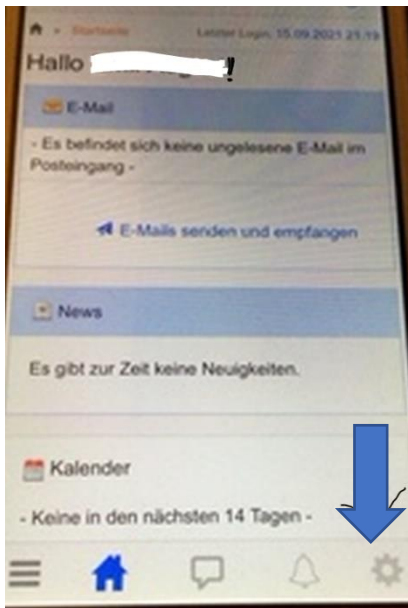 > Startseite
Letzter Login, 15.09.2021 21:19
Hallo !
E-Mail
- Es befindet sich keine ungelesene E-Mail im
Posteingang -
E-Mails senden und empfangen
News
Es gibt zur Zeit keine Neuigkeiten.
Kalender
- Keine in den nächsten 14 Tagen -